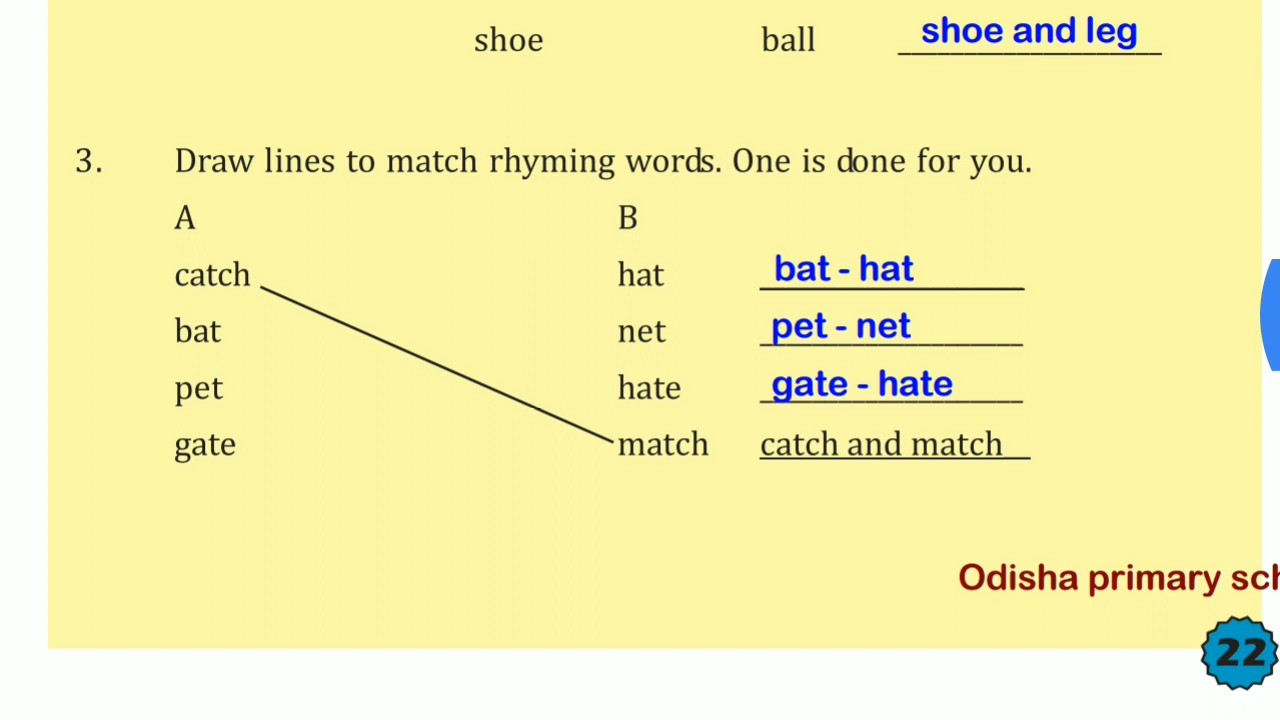 shoe ball shoe and leg
3. Draw lines to match rhyming words. One is done for you.
A B
catch hat bat - hat
bat net pet - net
pet hate gate - hate
gate match catch and match
Odisha primary sch
22